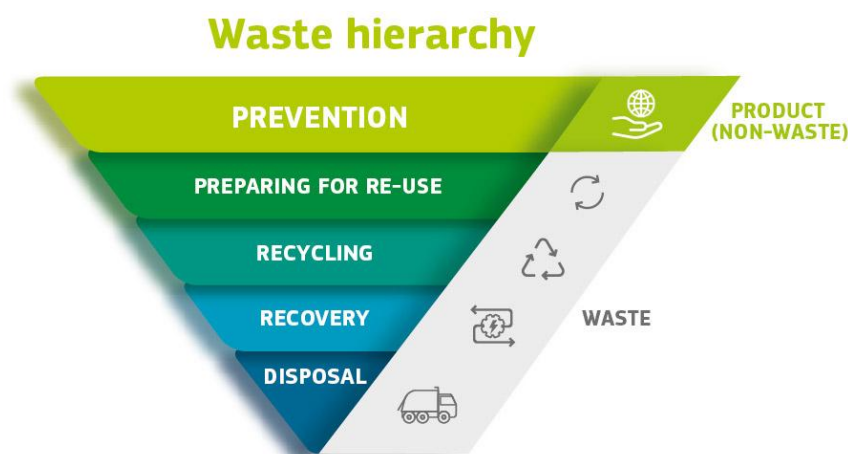 Waste hierarchy
PREVENTION
PRODUCT
(NON-WASTE)
PREPARING FOR RE-USE
RECYCLING
RECOVERY
WASTE
DISPOSAL